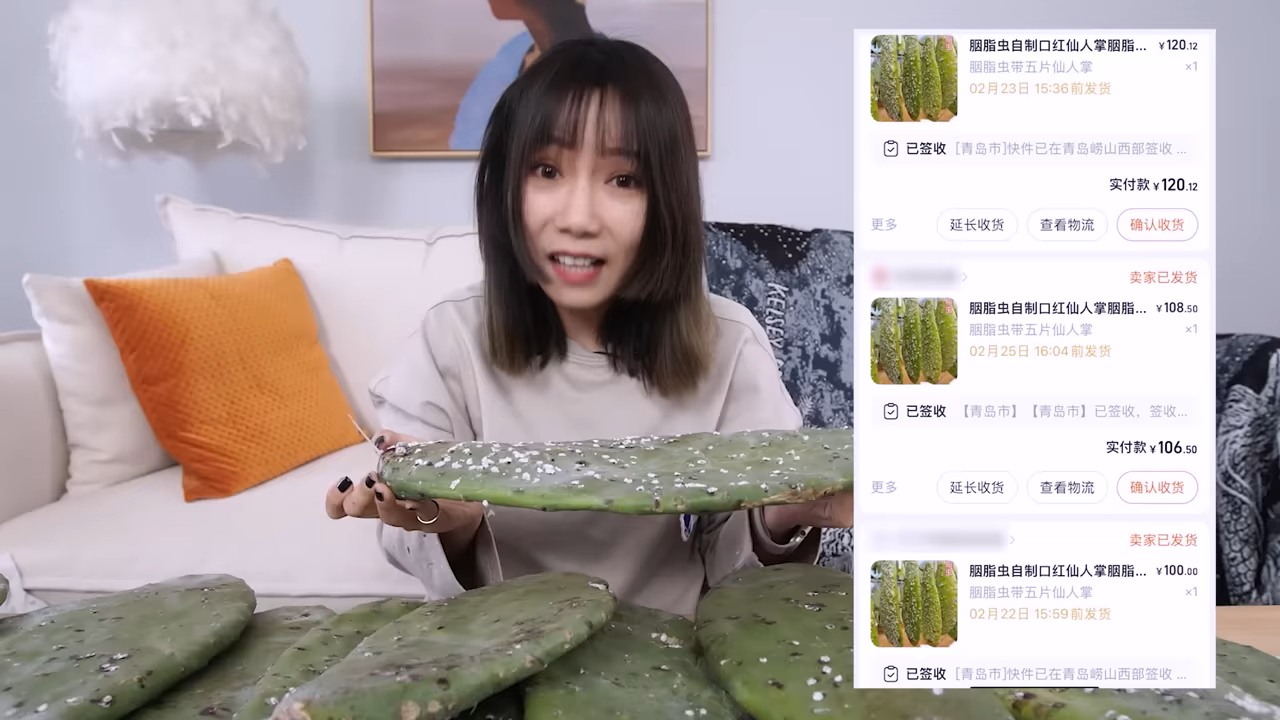 胭脂虫自制口红仙人掌胭脂... ¥120.12
胭脂虫带五片仙人掌 ×1
02月23日 15:36前发货
已签收 [青岛市]快件已在青岛崂山西部签收 ...
实付款 ¥120.12
更多 延长收货 查看物流 确认收货
卖家已发货
胭脂虫自制口红仙人掌胭脂... ¥108.50
胭脂虫带五片仙人掌 ×1
02月25日 16:04前发货
已签收 【青岛市】【青岛市】已签收，签收...
实付款 ¥106.50
更多 延长收货 查看物流 确认收货
卖家已发货
胭脂虫自制口红仙人掌胭脂... ¥100.00
胭脂虫带五片仙人掌 ×1
02月22日 15:59前发货
已签收 [青岛市]快件已在青岛崂山西部签收 ...
KELSEY